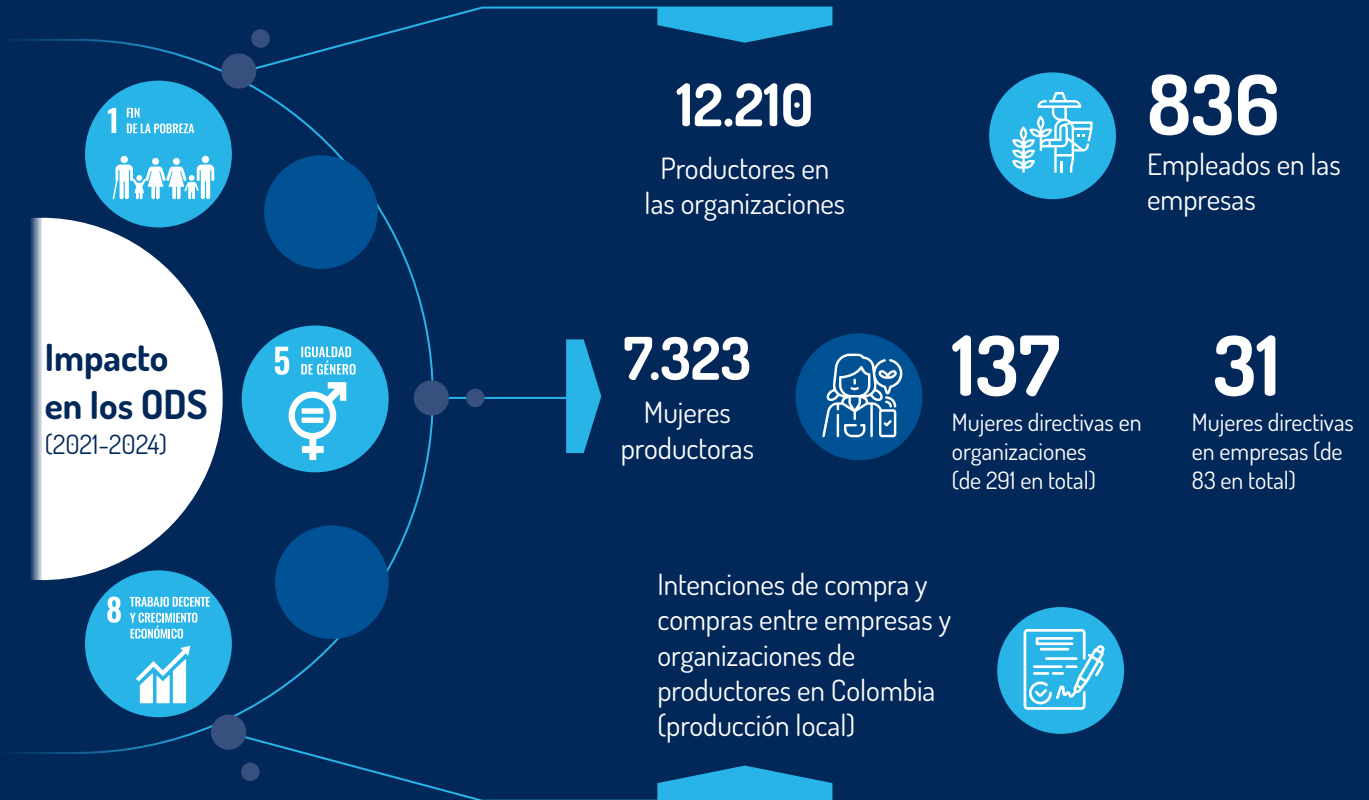 1 FIN
DE LA POBREZA
12.210
Productores en
las organizaciones
836
Empleados en las
empresas
Impacto
en los ODS
(2021-2024)
5 IGUALDAD
DE GÉNERO
7.323
Mujeres
productoras
137
Mujeres directivas en
organizaciones
(de 291 en total)
31
Mujeres directivas
en empresas (de
83 en total)
8 TRABAJO DECENTE
Y CRECIMIENTO
ECONÓMICO
Intenciones de compra y
compras entre empresas y
organizaciones de
productores en Colombia
(producción local)